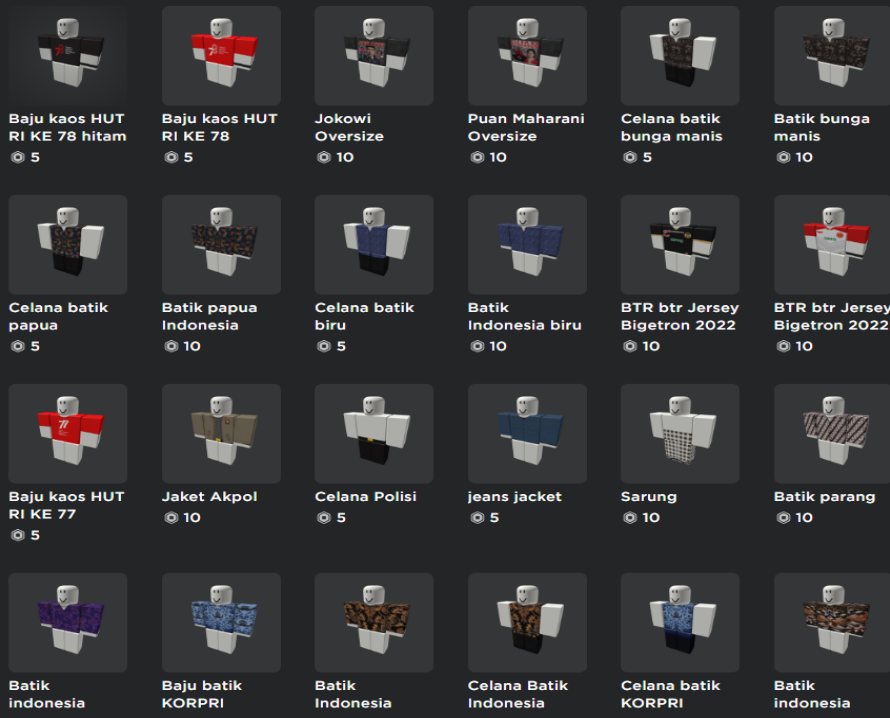 Baju kaos HUT
RI KE 78 hitam
5
Baju kaos HUT
RI KE 78
5
Jokowi
Oversize
10
Puan Maharani
Oversize
10
Celana batik
bunga manis
5
Batik bunga
manis
10
Celana batik
papua
5
Batik papua
Indonesia
10
Celana batik
biru
5
Batik
Indonesia biru
10
BTR btr Jersey
Bigetron 2022
10
BTR btr Jersey
Bigetron 2022
10
Baju kaos HUT
RI KE 77
5
Jaket Akpol
10
Celana Polisi
5
jeans jacket
5
Sarung
10
Batik parang
10
Batik
indonesia
Baju batik
KORPRI
Batik
Indonesia
Celana Batik
Indonesia
Celana batik
KORPRI
Batik
indonesia